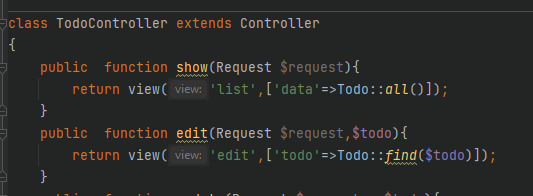 class TodoController extends Controller
{
public  function show(Request $request){
return view( view: 'list',['data'=>Todo::all()]);
}
public  function edit(Request $request,$todo){
return view( view: 'edit',['todo'=>Todo::find($todo)]);
}